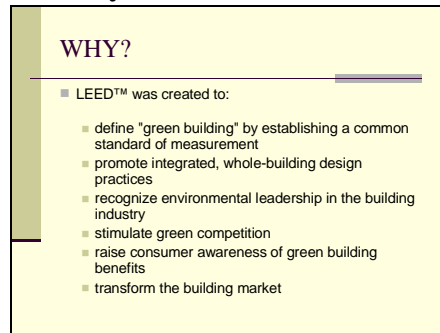 WHY?
LEED™ was created to:
define "green building" by establishing a common
standard of measurement
promote integrated, whole-building design
practices
recognize environmental leadership in the building
industry
stimulate green competition
raise consumer awareness of green building
benefits
transform the building market